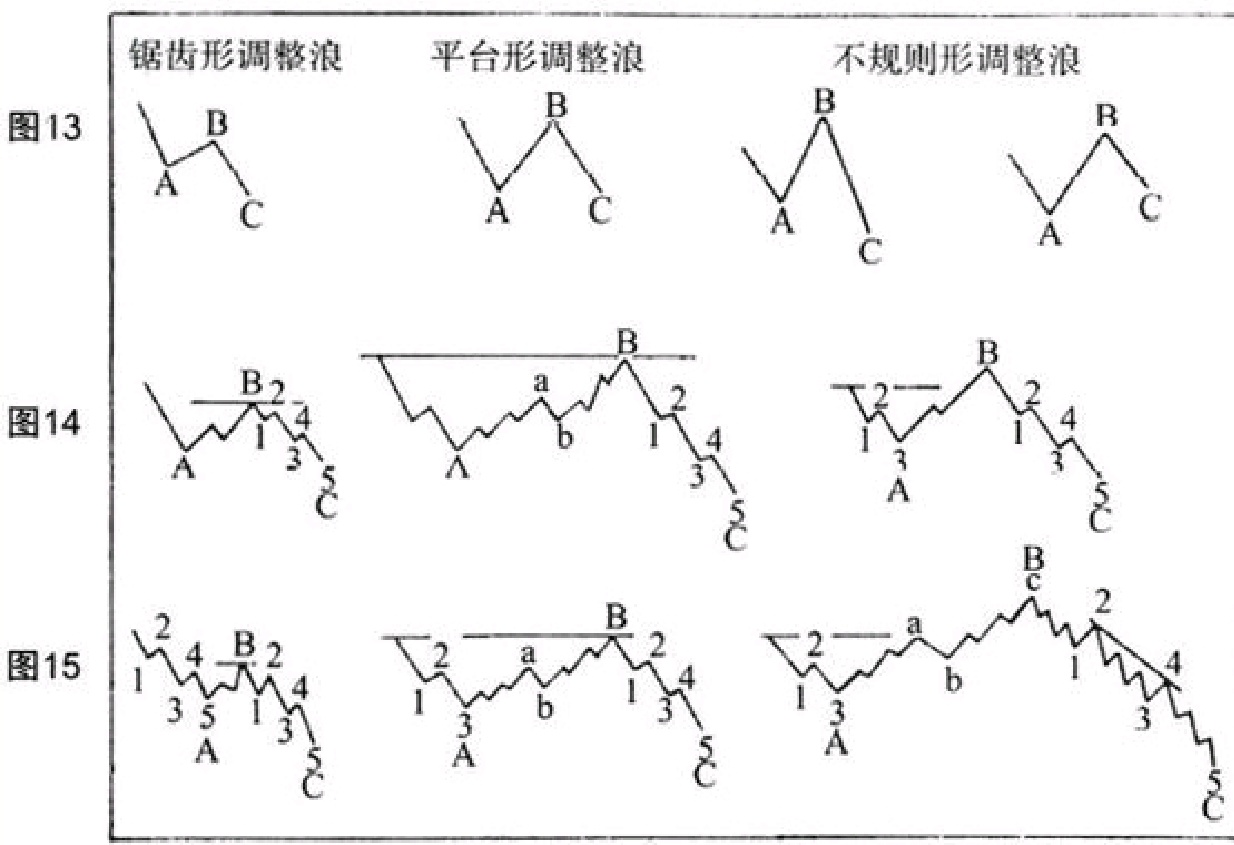 锯齿形调整浪 平台形调整浪 不规则形调整浪
图13
B B B B
A C A C A C A C
图14
B 2 B B
a 2 2 2
4 b 1 4 1 1 4
A 1 3 A 3 3 3
5 5 A 5
C C C
图15
B
c
2 B B 2 a 2
4 2 2 a 2 4
1 4 1 b 1 4 1 b 1
3 5 1 3 3 3 3 3
A 5 A 5 A 5
C C C